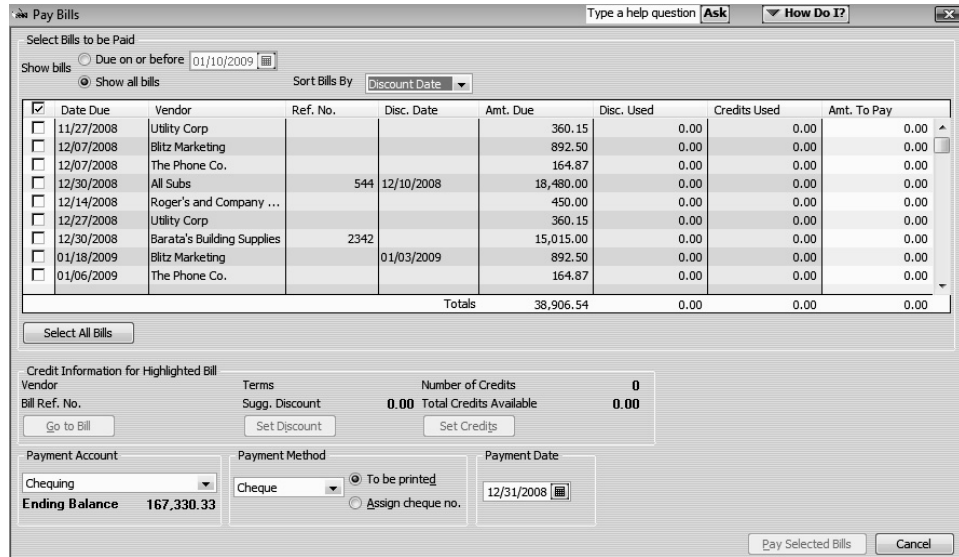 Pay Bills Type a help question Ask How Do I?
Select Bills to be Paid
Show bills Due on or before 01/10/2009
Show all bills Sort Bills By Discount Date
Date Due Vendor Ref. No. Disc. Date Amt. Due Disc. Used Credits Used Amt. To Pay
11/27/2008 Utility Corp 360.15 0.00 0.00 0.00
12/07/2008 Blitz Marketing 892.50 0.00 0.00 0.00
12/07/2008 The Phone Co. 164.87 0.00 0.00 0.00
12/30/2008 All Subs 544 12/10/2008 18,480.00 0.00 0.00 0.00
12/14/2008 Roger's and Company ... 450.00 0.00 0.00 0.00
12/27/2008 Utility Corp 360.15 0.00 0.00 0.00
12/30/2008 Barata's Building Supplies 2342 15,015.00 0.00 0.00 0.00
01/18/2009 Blitz Marketing 01/03/2009 892.50 0.00 0.00 0.00
01/06/2009 The Phone Co. 164.87 0.00 0.00 0.00
Totals 38,906.54 0.00 0.00 0.00
Select All Bills
Credit Information for Highlighted Bill
Vendor Terms Number of Credits 0
Bill Ref. No. Sugg. Discount 0.00 Total Credits Available 0.00
Go to Bill Set Discount Set Credits
Payment Account Payment Method Payment Date
Chequing Cheque To be printed 12/31/2008
Ending Balance 167,330.33 Assign cheque no.
Pay Selected Bills Cancel